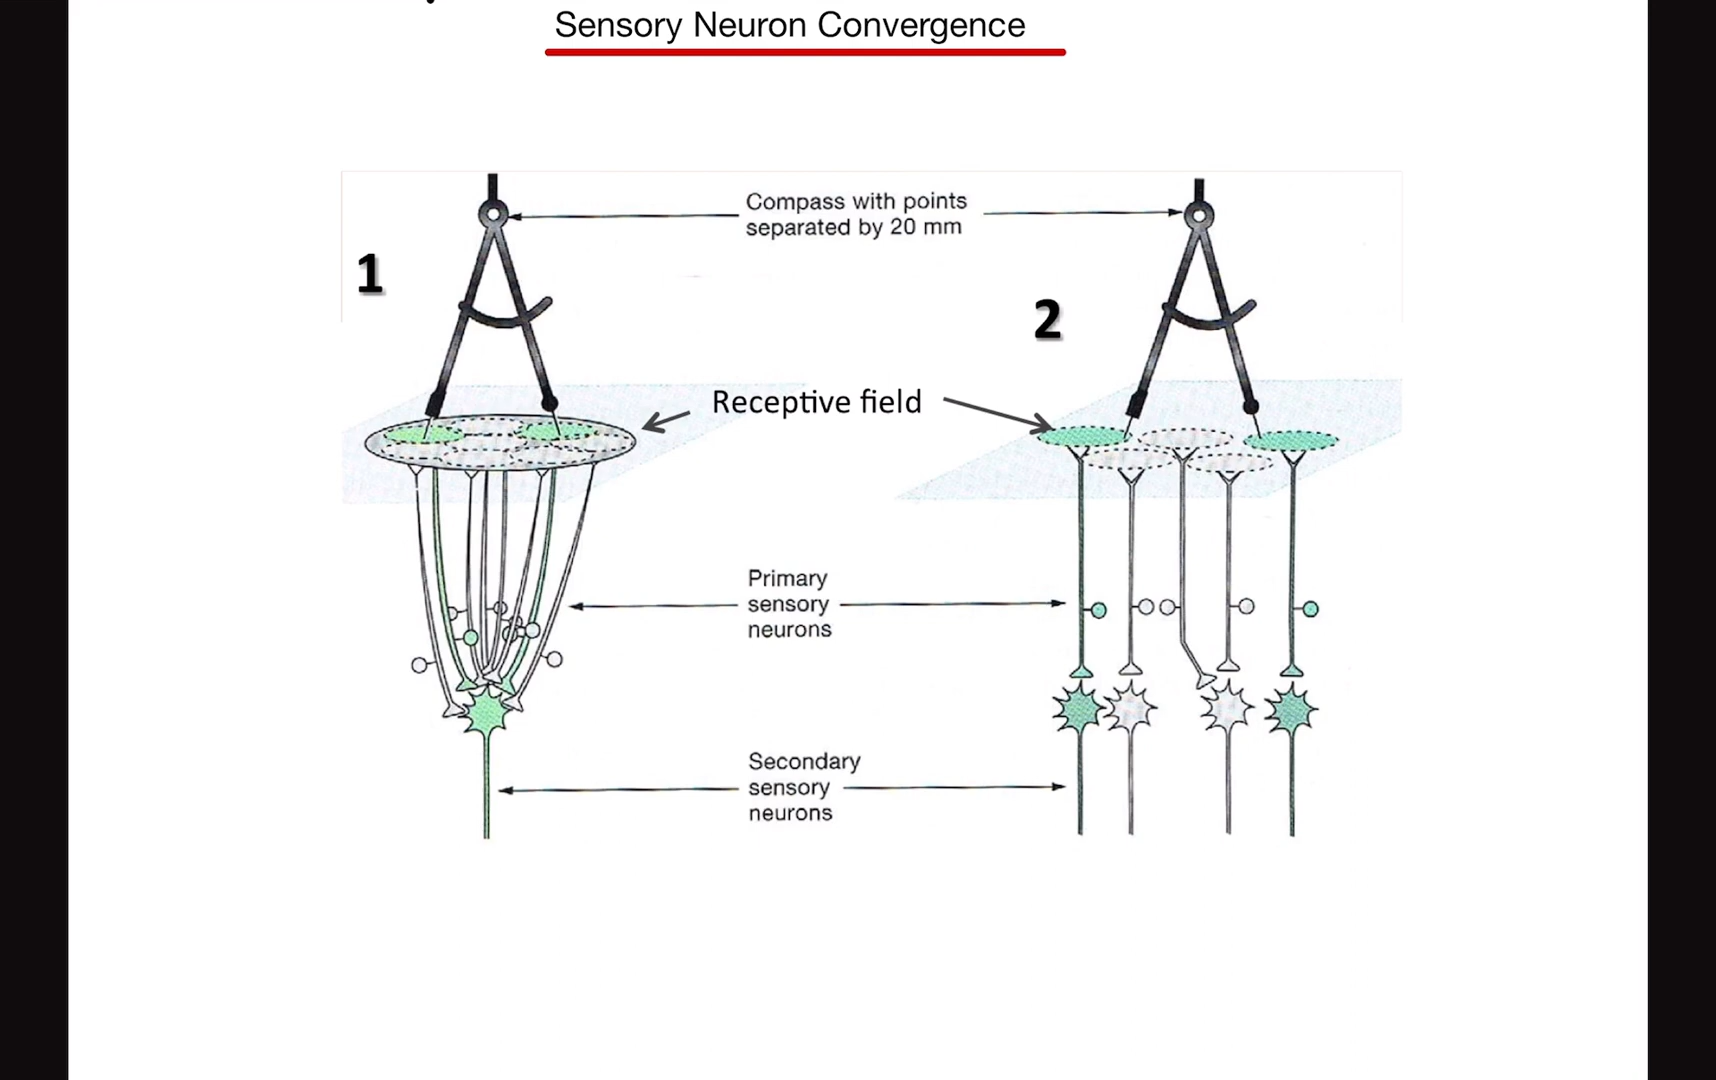 Sensory Neuron Convergence
Compass with points
separated by 20 mm
1
2
Receptive field
Primary
sensory
neurons
Secondary
sensory
neurons